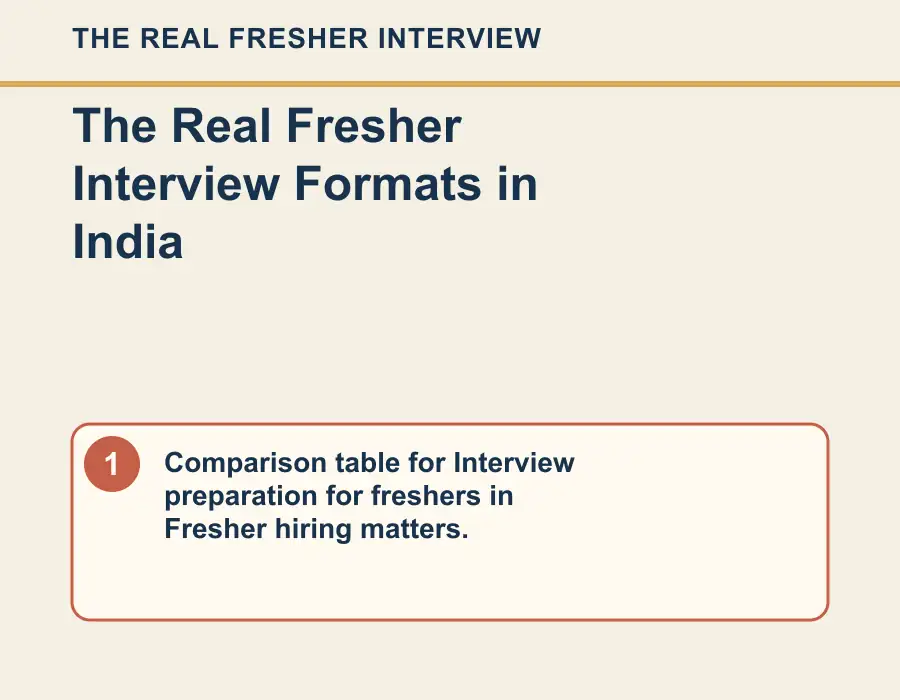 THE REAL FRESHER INTERVIEW
The Real Fresher
Interview Formats in
India
1
Comparison table for Interview
preparation for freshers in
Fresher hiring matters.